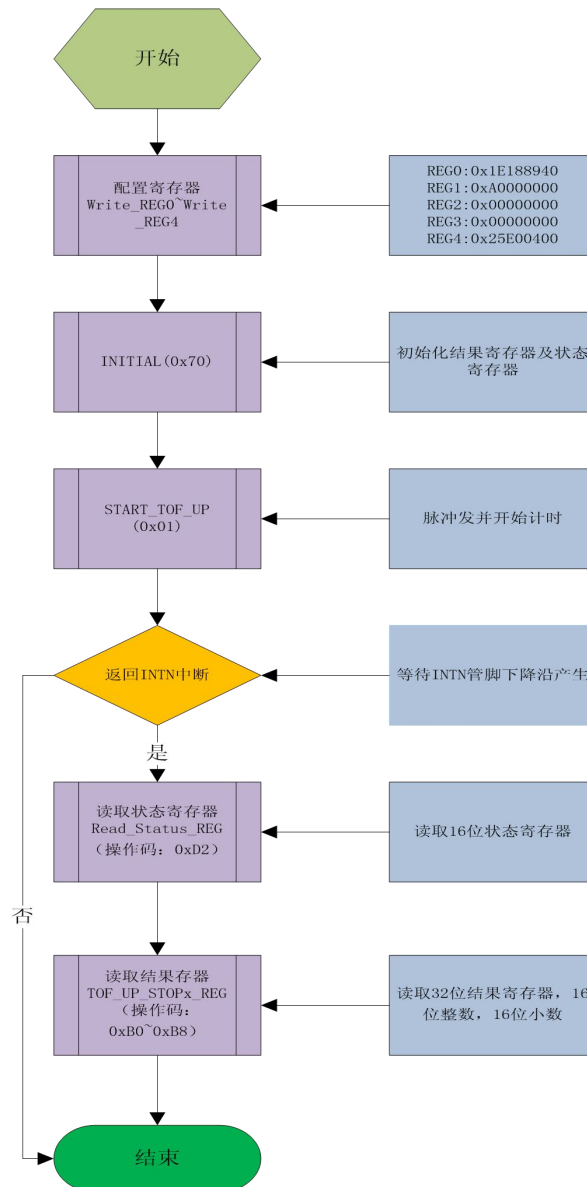 开始
配置寄存器
Write_REG0~Write
_REG4
REG0:0x1E188940
REG1:0xA0000000
REG2:0x00000000
REG3:0x00000000
REG4:0x25E00400
INITIAL(0x70)
初始化结果寄存器及状态
寄存器
START_TOF_UP
(0x01)
脉冲发并开始计时
返回INTN中断
等待INTN管脚下降沿产生
是
读取状态寄存器
Read_Status_REG
（操作码：0xD2）
读取16位状态寄存器
否
读取结果存器
TOF_UP_STOPx_REG
（操作码：
0xB0~0xB8）
读取32位结果寄存器，16
位整数，16位小数
结束